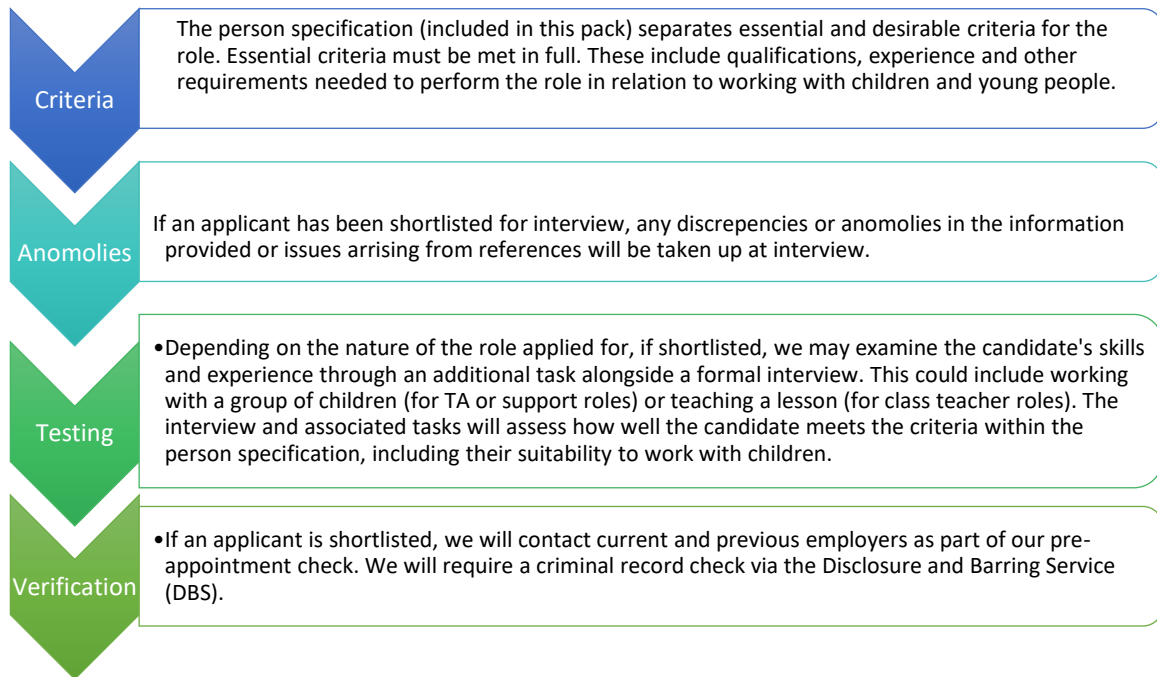 Criteria
The person specification (included in this pack) separates essential and desirable criteria for the
role. Essential criteria must be met in full. These include qualifications, experience and other
requirements needed to perform the role in relation to working with children and young people.
Anomolies
If an applicant has been shortlisted for interview, any discrepencies or anomolies in the information
provided or issues arrising from references will be taken up at interview.
Testing
•Depending on the nature of the role applied for, if shortlisted, we may examine the candidate's skills
and experience through an additional task alongside a formal interview. This could include working
with a group of children (for TA or support roles) or teaching a lesson (for class teacher roles). The
interview and associated tasks will assess how well the candidate meets the criteria within the
person specification, including their suitability to work with children.
Verification
•If an applicant is shortlisted, we will contact current and previous employers as part of our pre-
appointment check. We will require a criminal record check via the Disclosure and Barring Service
(DBS).